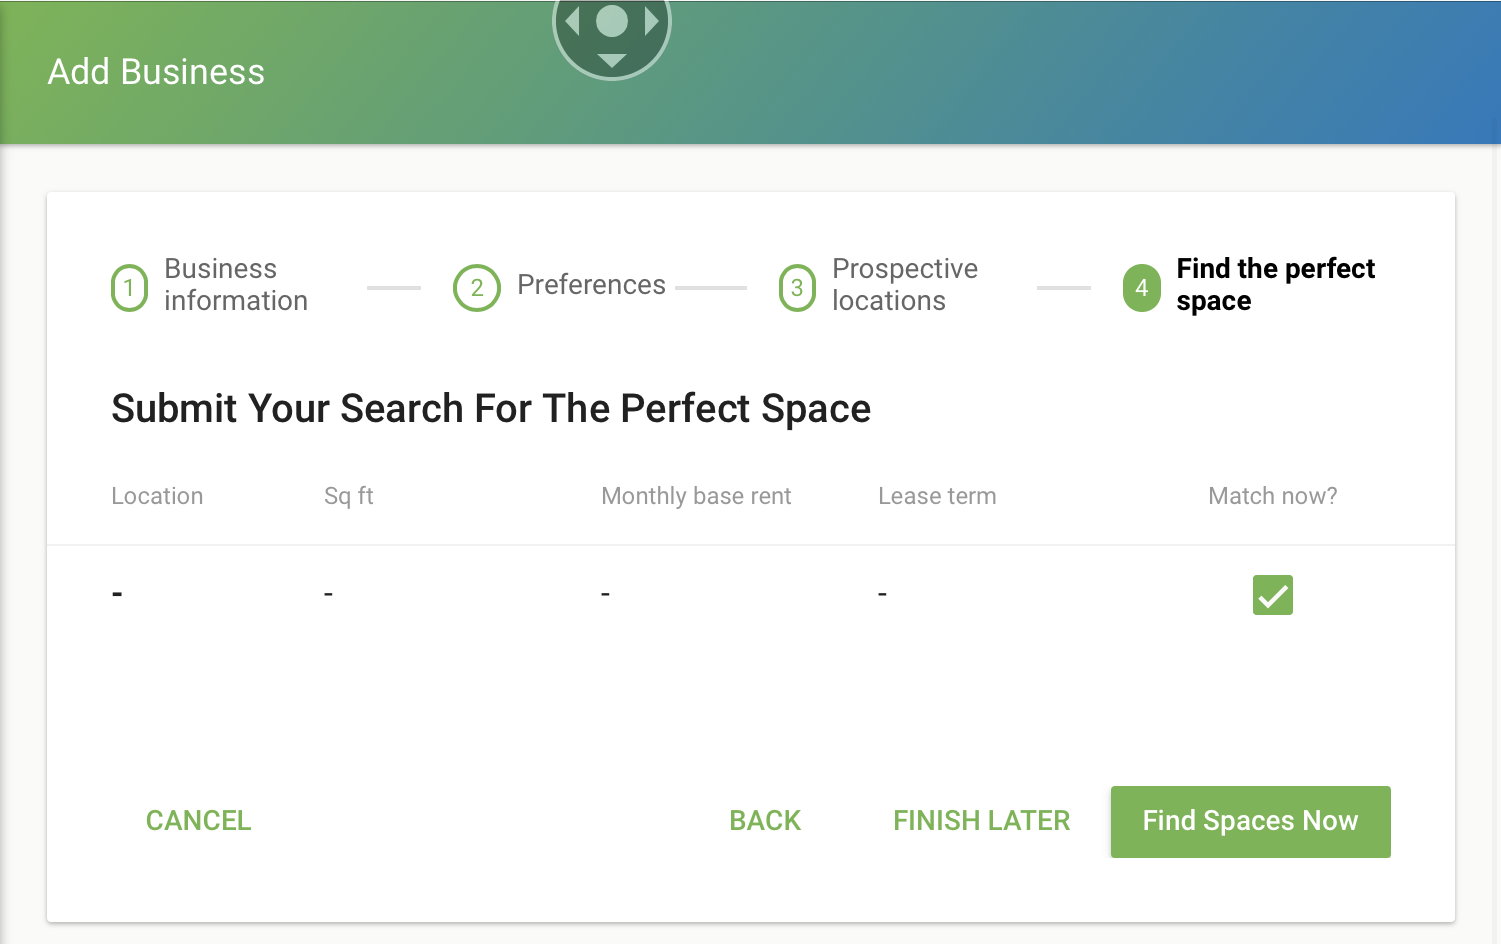 Add Business
1 Business information
2 Preferences
3 Prospective locations
4 Find the perfect space
Submit Your Search For The Perfect Space
Location Sq ft Monthly base rent Lease term Match now?
- - - -
CANCEL BACK FINISH LATER Find Spaces Now